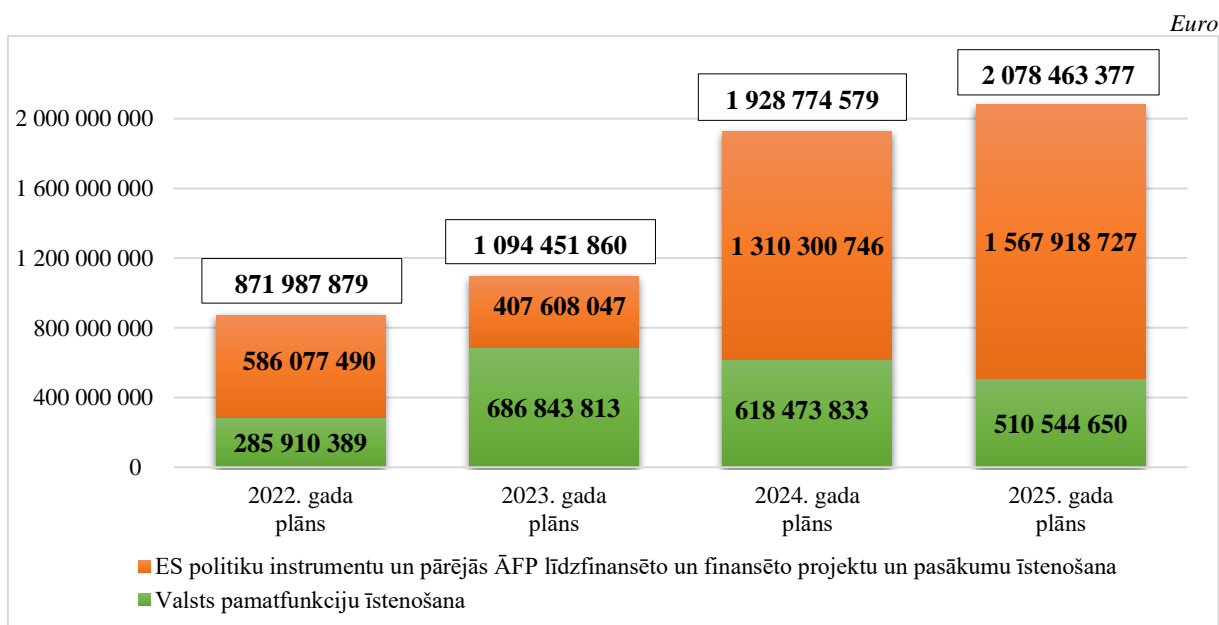 Euro
2 078 463 377
1 928 774 579
2 000 000 000
1 600 000 000
1 094 451 860
1 310 300 746
1 567 918 727
1 200 000 000
871 987 879
407 608 047
800 000 000
586 077 490
400 000 000
686 843 813
618 473 833
510 544 650
285 910 389
0
2022. gada
plāns
2023. gada
plāns
2024. gada
plāns
2025. gada
plāns
ES politiku instrumentu un pārējās ĀFP līdzfinansēto un finansēto projektu un pasākumu īstenošana
Valsts pamatfunkciju īstenošana